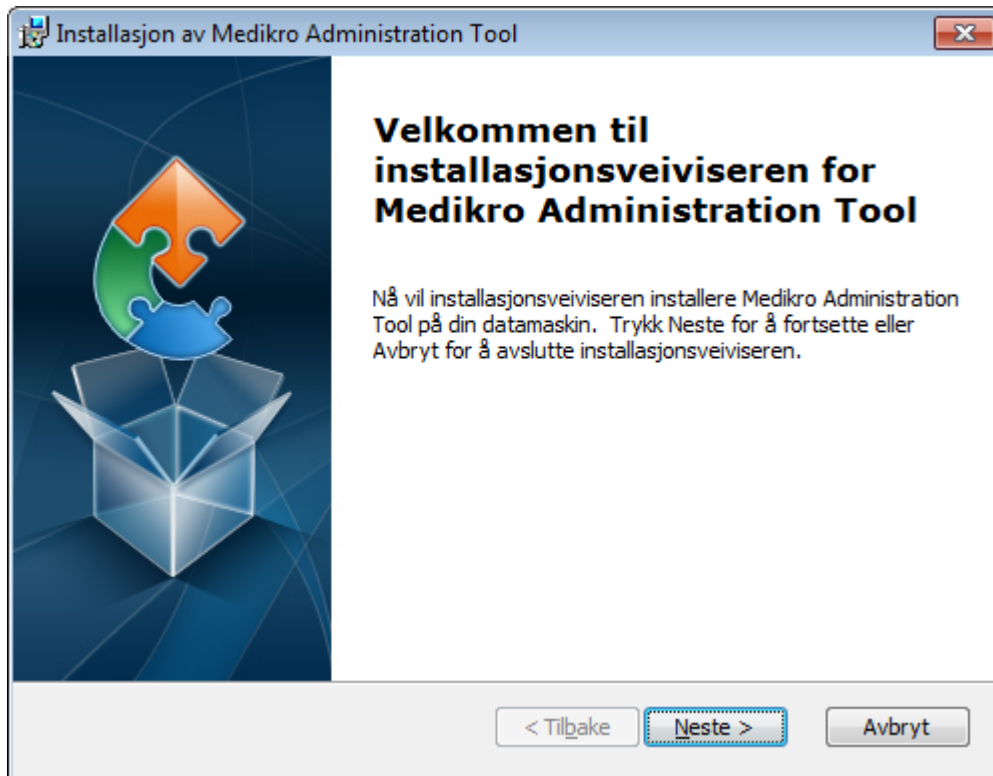 Installasjon av Medikro Administration Tool
Velkommen til
installasjonsveiviseren for
Medikro Administration Tool
Nå vil installasjonsveiviseren installere Medikro Administration
Tool på din datamaskin.  Trykk Neste for å fortsette eller
Avbryt for å avslutte installasjonsveiviseren.
< Tilbake
Neste >
Avbryt